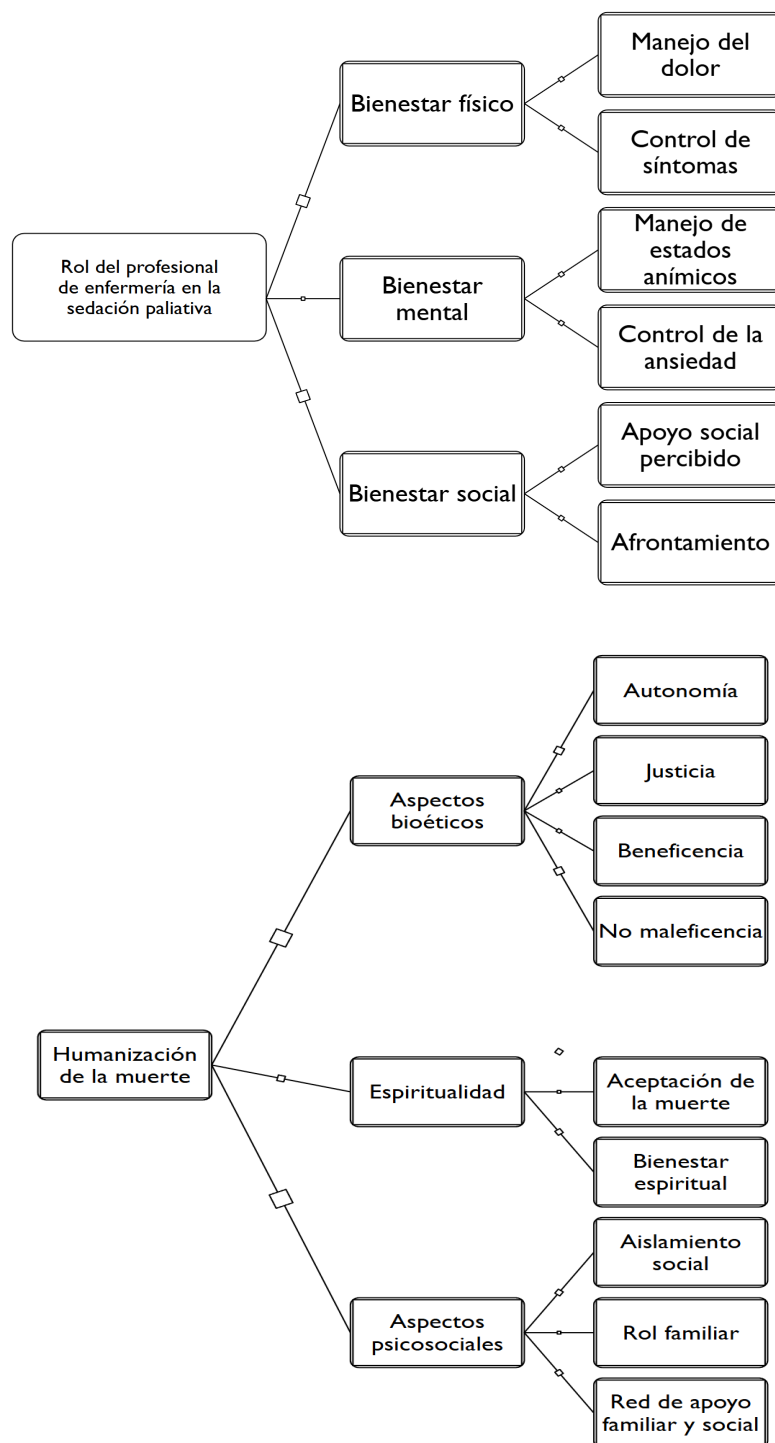 Rol del profesional
de enfermería en la
sedación paliativa
Bienestar físico
Manejo del
dolor
Control de
síntomas
Bienestar
mental
Manejo de
estados
anímicos
Control de la
ansiedad
Bienestar social
Apoyo social
percibido
Afrontamiento
Humanización
de la muerte
Aspectos
bioéticos
Autonomía
Justicia
Beneficencia
No maleficencia
Espiritualidad
Aceptación de
la muerte
Bienestar
espiritual
Aspectos
psicosociales
Aislamiento
social
Rol familiar
Red de apoyo
familiar y social